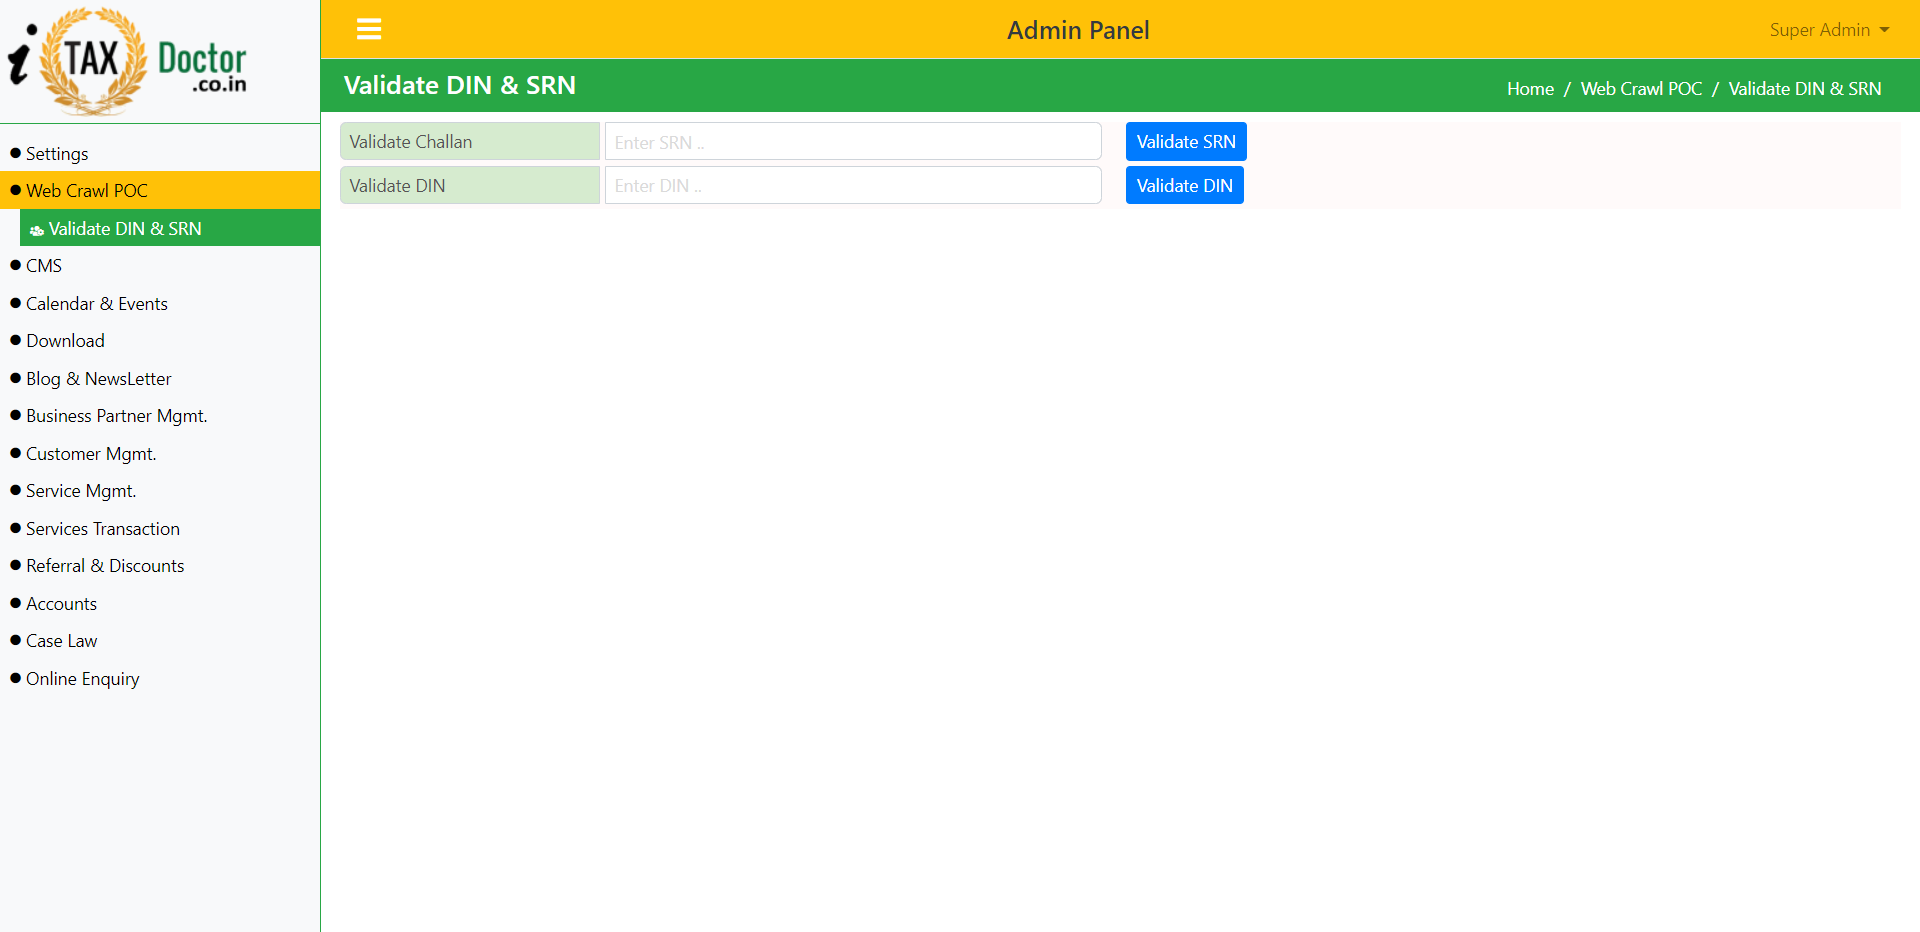 i TAX Doctor
.co.in
Admin Panel
Super Admin
Validate DIN & SRN
Home / Web Crawl POC / Validate DIN & SRN
Settings
Web Crawl POC
Validate DIN & SRN
CMS
Calendar & Events
Download
Blog & NewsLetter
Business Partner Mgmt.
Customer Mgmt.
Service Mgmt.
Services Transaction
Referral & Discounts
Accounts
Case Law
Online Enquiry
Validate Challan
Enter SRN ..
Validate SRN
Validate DIN
Enter DIN ..
Validate DIN